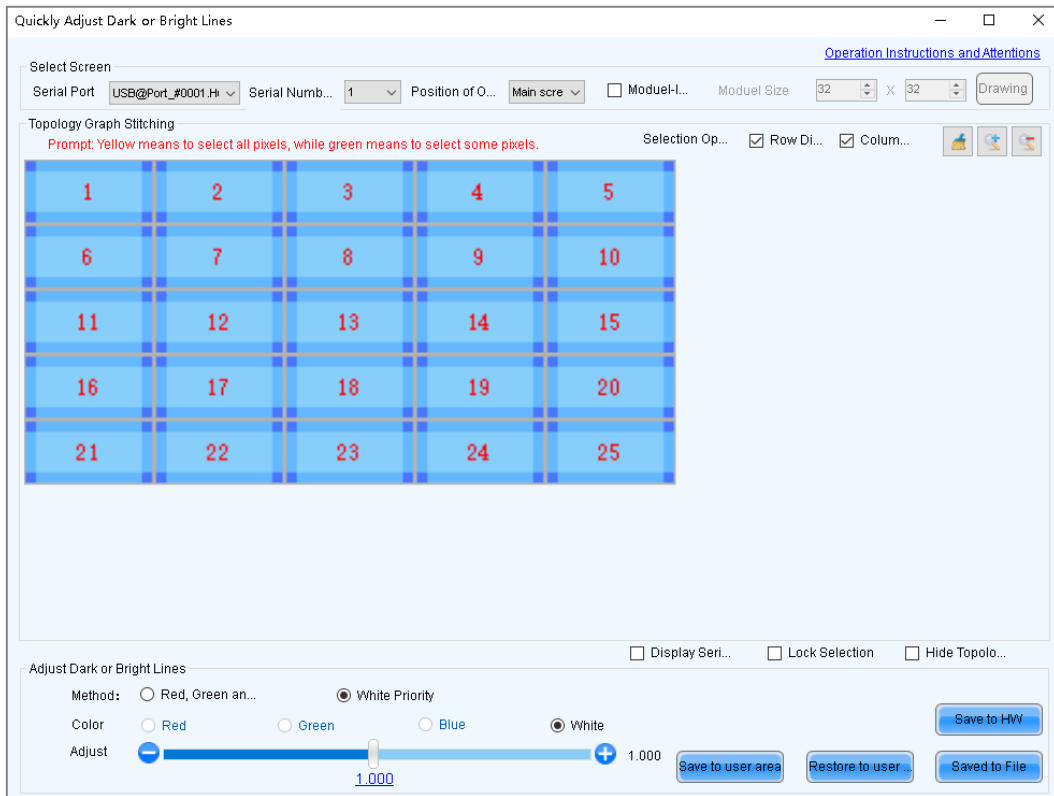 Quickly Adjust Dark or Bright Lines
Operation Instructions and Attentions
Select Screen
Serial Port USB@Port_#0001.Hu Serial Numb... 1 Position of O... Main scre Moduel-I... Moduel Size 32 X 32 Drawing
Topology Graph Stitching
Prompt: Yellow means to select all pixels, while green means to select some pixels. Selection Op... Row Di... Colum...
1 2 3 4 5
6 7 8 9 10
11 12 13 14 15
16 17 18 19 20
21 22 23 24 25
Display Seri... Lock Selection Hide Topolo...
Adjust Dark or Bright Lines
Method: Red, Green an... White Priority
Color Red Green Blue White Save to HW
Adjust 1.000 Save to user area Restore to user ... Saved to File
1.000